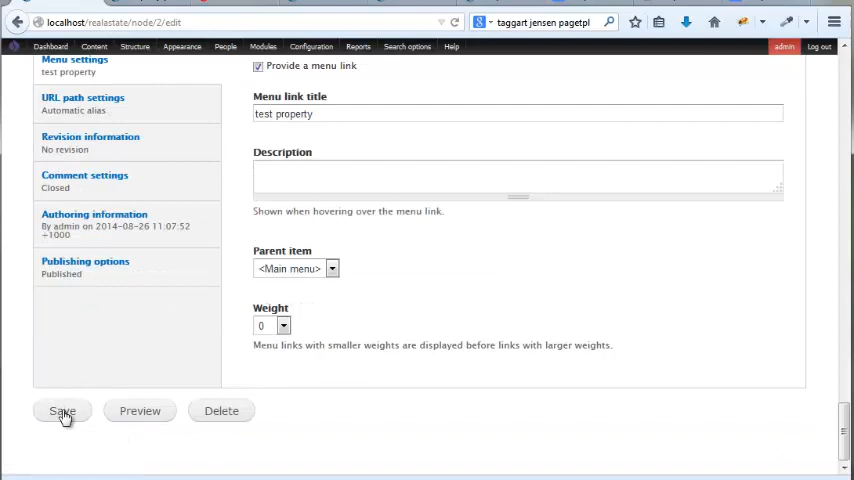 localhost/realastate/node/2/edit
taggart jensen pagetpl
Dashboard Content Structure Appearance People Modules Configuration Reports Help Search options admin Log out
Menu settings
test property
URL path settings
Automatic alias
Revision information
No revision
Comment settings
Closed
Authoring information
By admin on 2014-08-26 11:07:52
+1000
Publishing options
Published
Provide a menu link
Menu link title
test property
Description
Shown when hovering over the menu link.
Parent item
<Main menu>
Weight
0
Menu links with smaller weights are displayed before links with larger weights.
Save Preview Delete